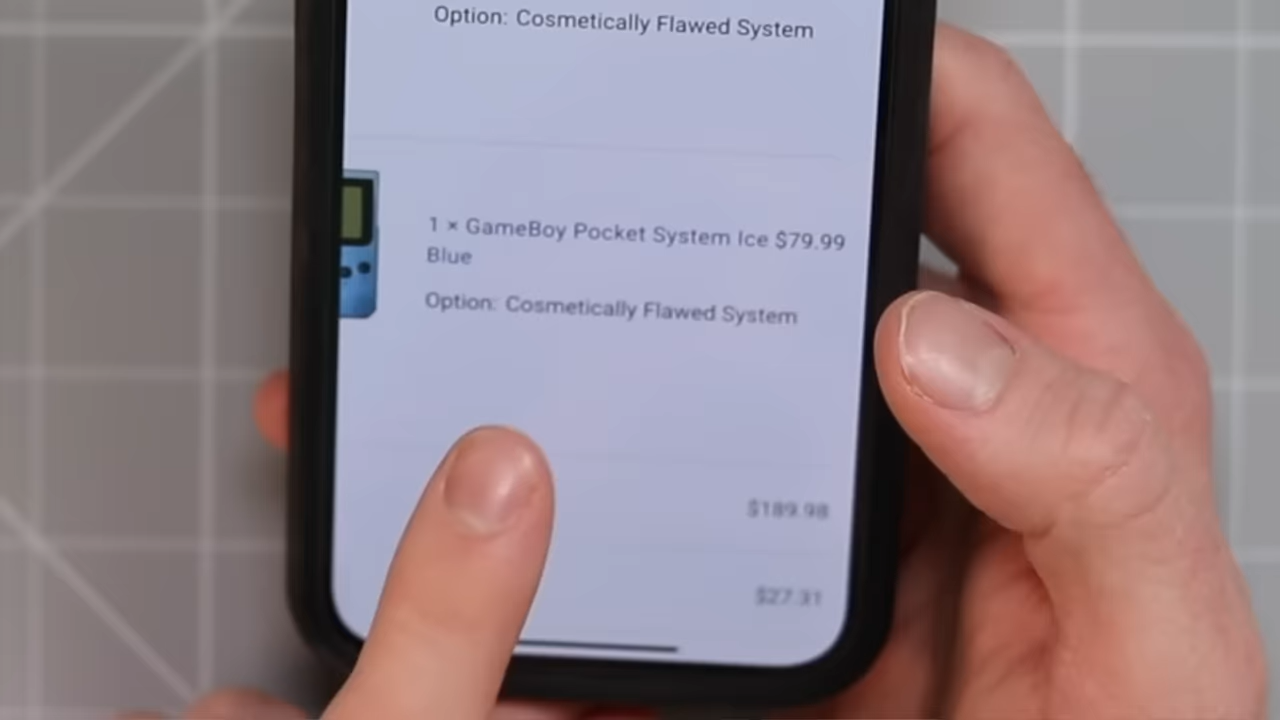 Option: Cosmetically Flawed System
1 × GameBoy Pocket System Ice $79.99
Blue
Option: Cosmetically Flawed System
$189.98
$27.31